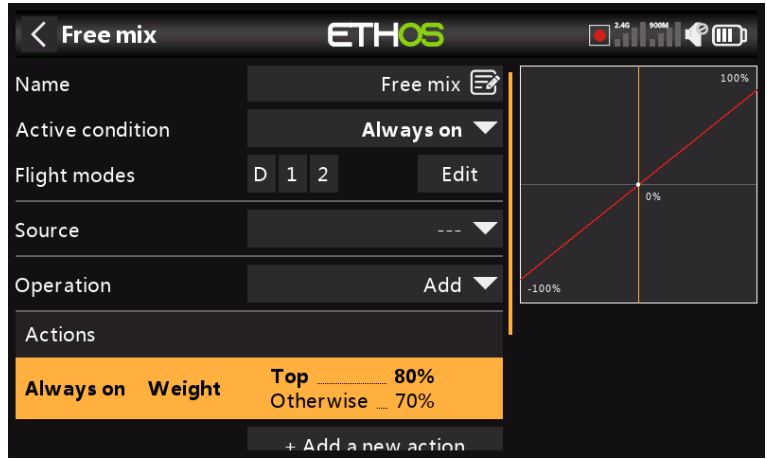 Free mix
ETHOS
2.4G
900M
Name
Free mix
Active condition
Always on
Flight modes
D 1 2
Edit
Source
---
Operation
Add
Actions
Always on Weight
Top 80%
Otherwise 70%
+ Add a new action
100%
0%
-100%